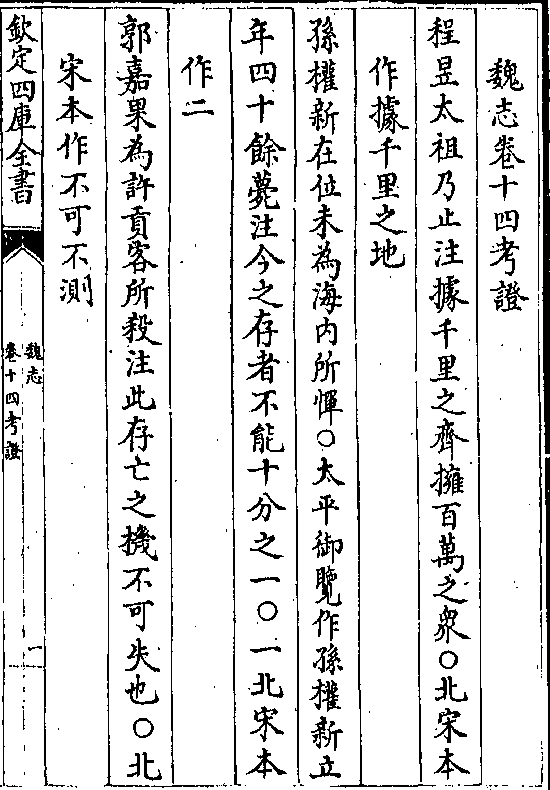 魏志卷十四考證
程昱太祖乃止注據千里之齊擁百萬之衆○北宋本
作據千里之地
孫權新在位未為海内所憚○太平御覽作孫權新立
年四十餘薨注今之存者不能十分之一○一北宋本
作二
郭嘉果為許貢客所殺注此存亡之機不可失也○北
宋本作不可不測
欽定四庫全書
魏志
卷十四考證
一